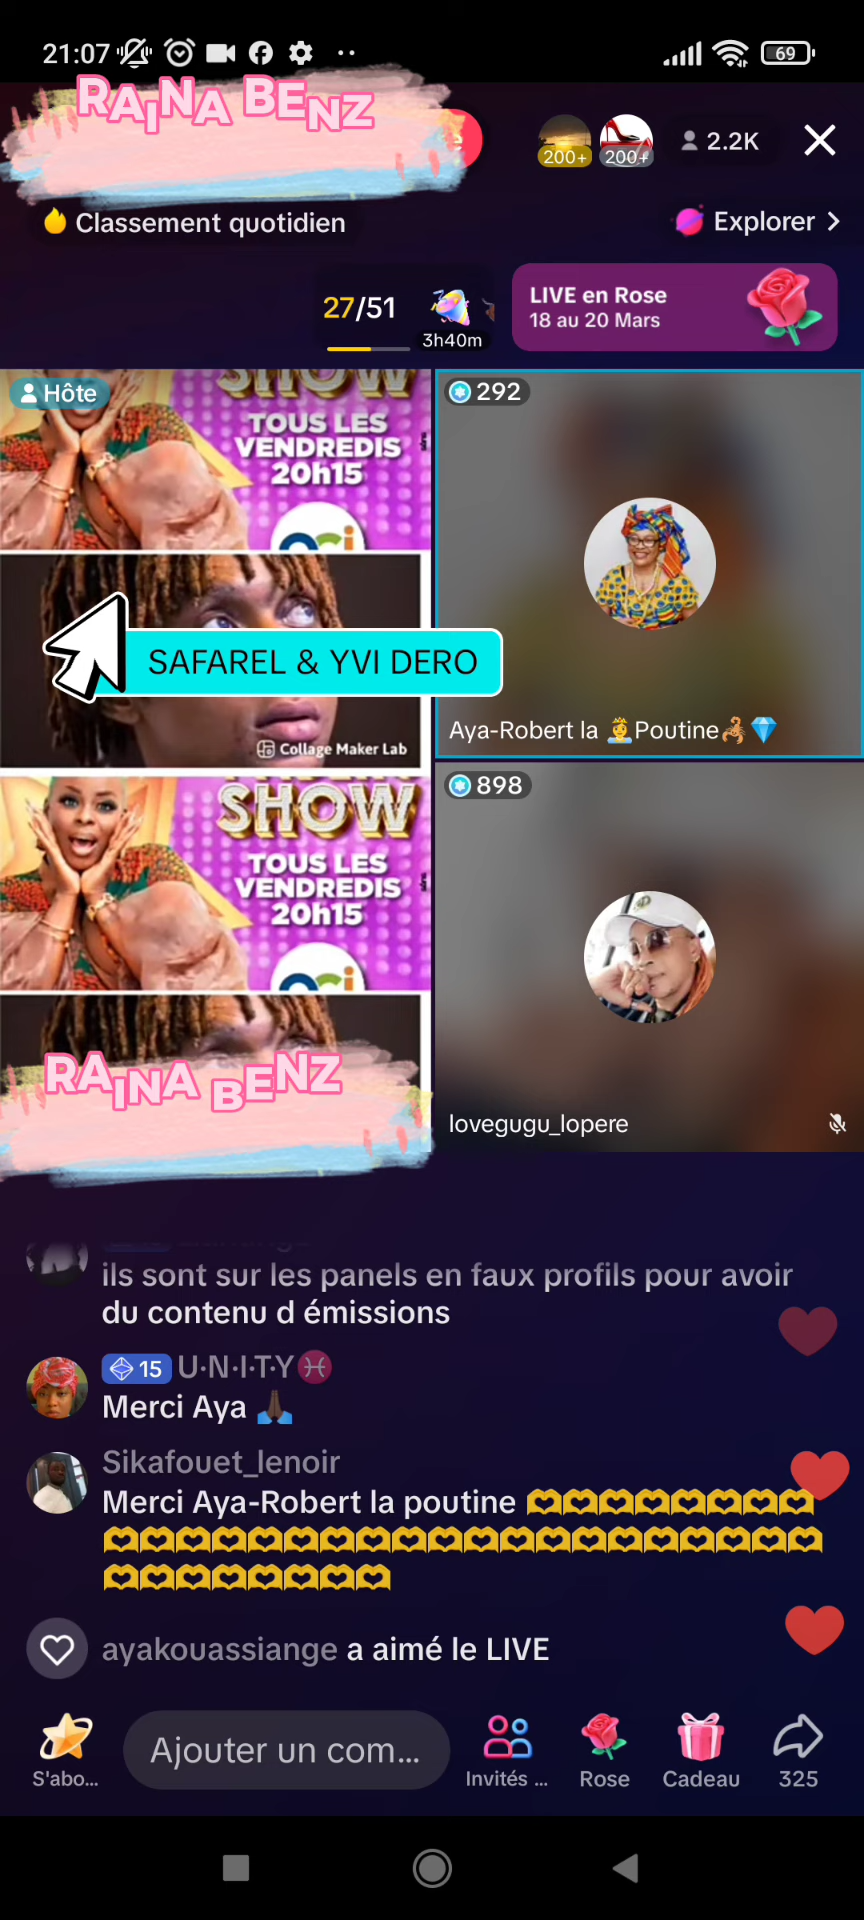 21:07
69
RAINA BENZ
200+
200+
2.2K
Classement quotidien
Explorer >
27/51
3h40m
LIVE en Rose
18 au 20 Mars
Hôte
SHOW
TOUS LES
VENDREDIS
20h15
292
SAFAREL & YVI DERO
Collage Maker Lab
Aya-Robert la 👸Poutine🦂💎
SHOW
TOUS LES
VENDREDIS
20h15
898
RAINA BENZ
lovegugu_lopere
ils sont sur les panels en faux profils pour avoir
du contenu d émissions
15 U·N·I·T·Y♓
Merci Aya 🙏🏿
Sikafouet_lenoir
Merci Aya-Robert la poutine 🫶🫶🫶🫶🫶🫶🫶🫶
🫶🫶🫶🫶🫶🫶🫶🫶🫶🫶🫶🫶🫶🫶🫶🫶🫶🫶🫶🫶
🫶🫶🫶🫶🫶🫶🫶🫶
ayakouassiange a aimé le LIVE
S'abo...
Ajouter un com...
Invités ...
Rose
Cadeau
325